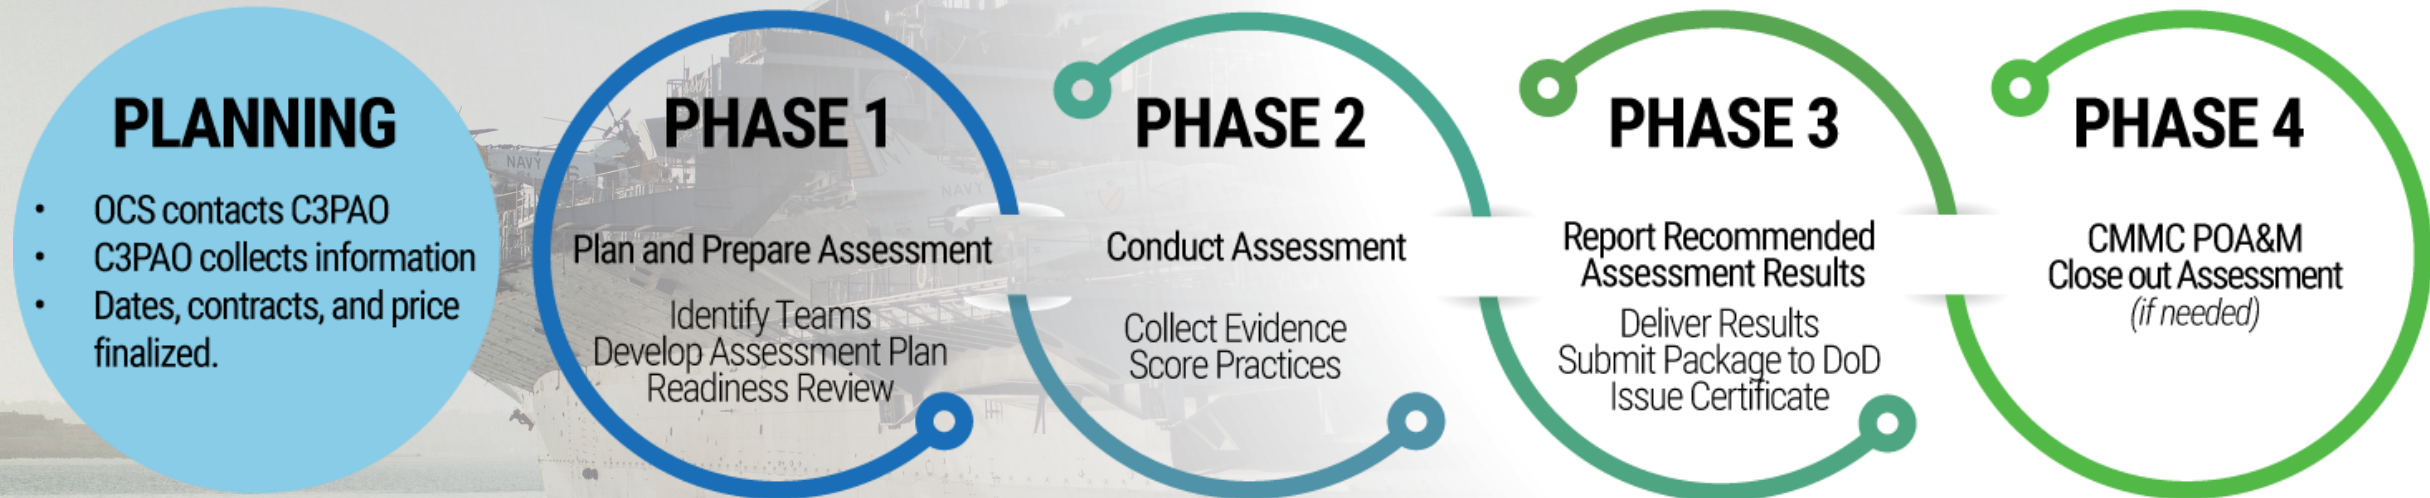 PLANNING
• OCS contacts C3PAO
• C3PAO collects information
• Dates, contracts, and price
finalized.
PHASE 1
Plan and Prepare Assessment
Identify Teams
Develop Assessment Plan
Readiness Review
PHASE 2
Conduct Assessment
Collect Evidence
Score Practices
PHASE 3
Report Recommended
Assessment Results
Deliver Results
Submit Package to DoD
Issue Certificate
PHASE 4
CMMC POA&M
Close out Assessment
(if needed)
NAVY
NAVY